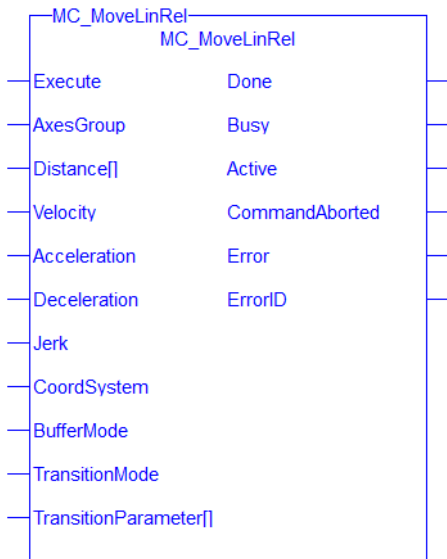 MC_MoveLinRel
MC_MoveLinRel
Execute Done
AxesGroup Busy
Distance[] Active
Velocity CommandAborted
Acceleration Error
Deceleration ErrorID
Jerk
CoordSystem
BufferMode
TransitionMode
TransitionParameter[]